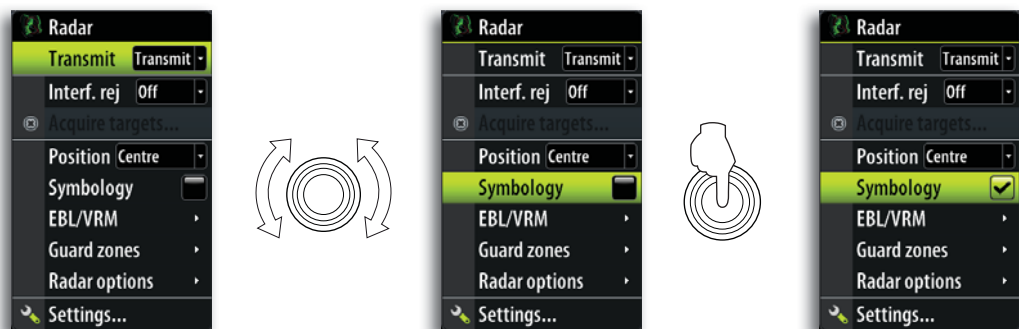 Radar
Transmit Transmit
Interf. rej Off
Acquire targets...
Position Centre
Symbology
EBL/VRM
Guard zones
Radar options
Settings...
Radar
Transmit Transmit
Interf. rej Off
Acquire targets...
Position Centre
Symbology
EBL/VRM
Guard zones
Radar options
Settings...
Radar
Transmit Transmit
Interf. rej Off
Acquire targets...
Position Centre
Symbology
EBL/VRM
Guard zones
Radar options
Settings...